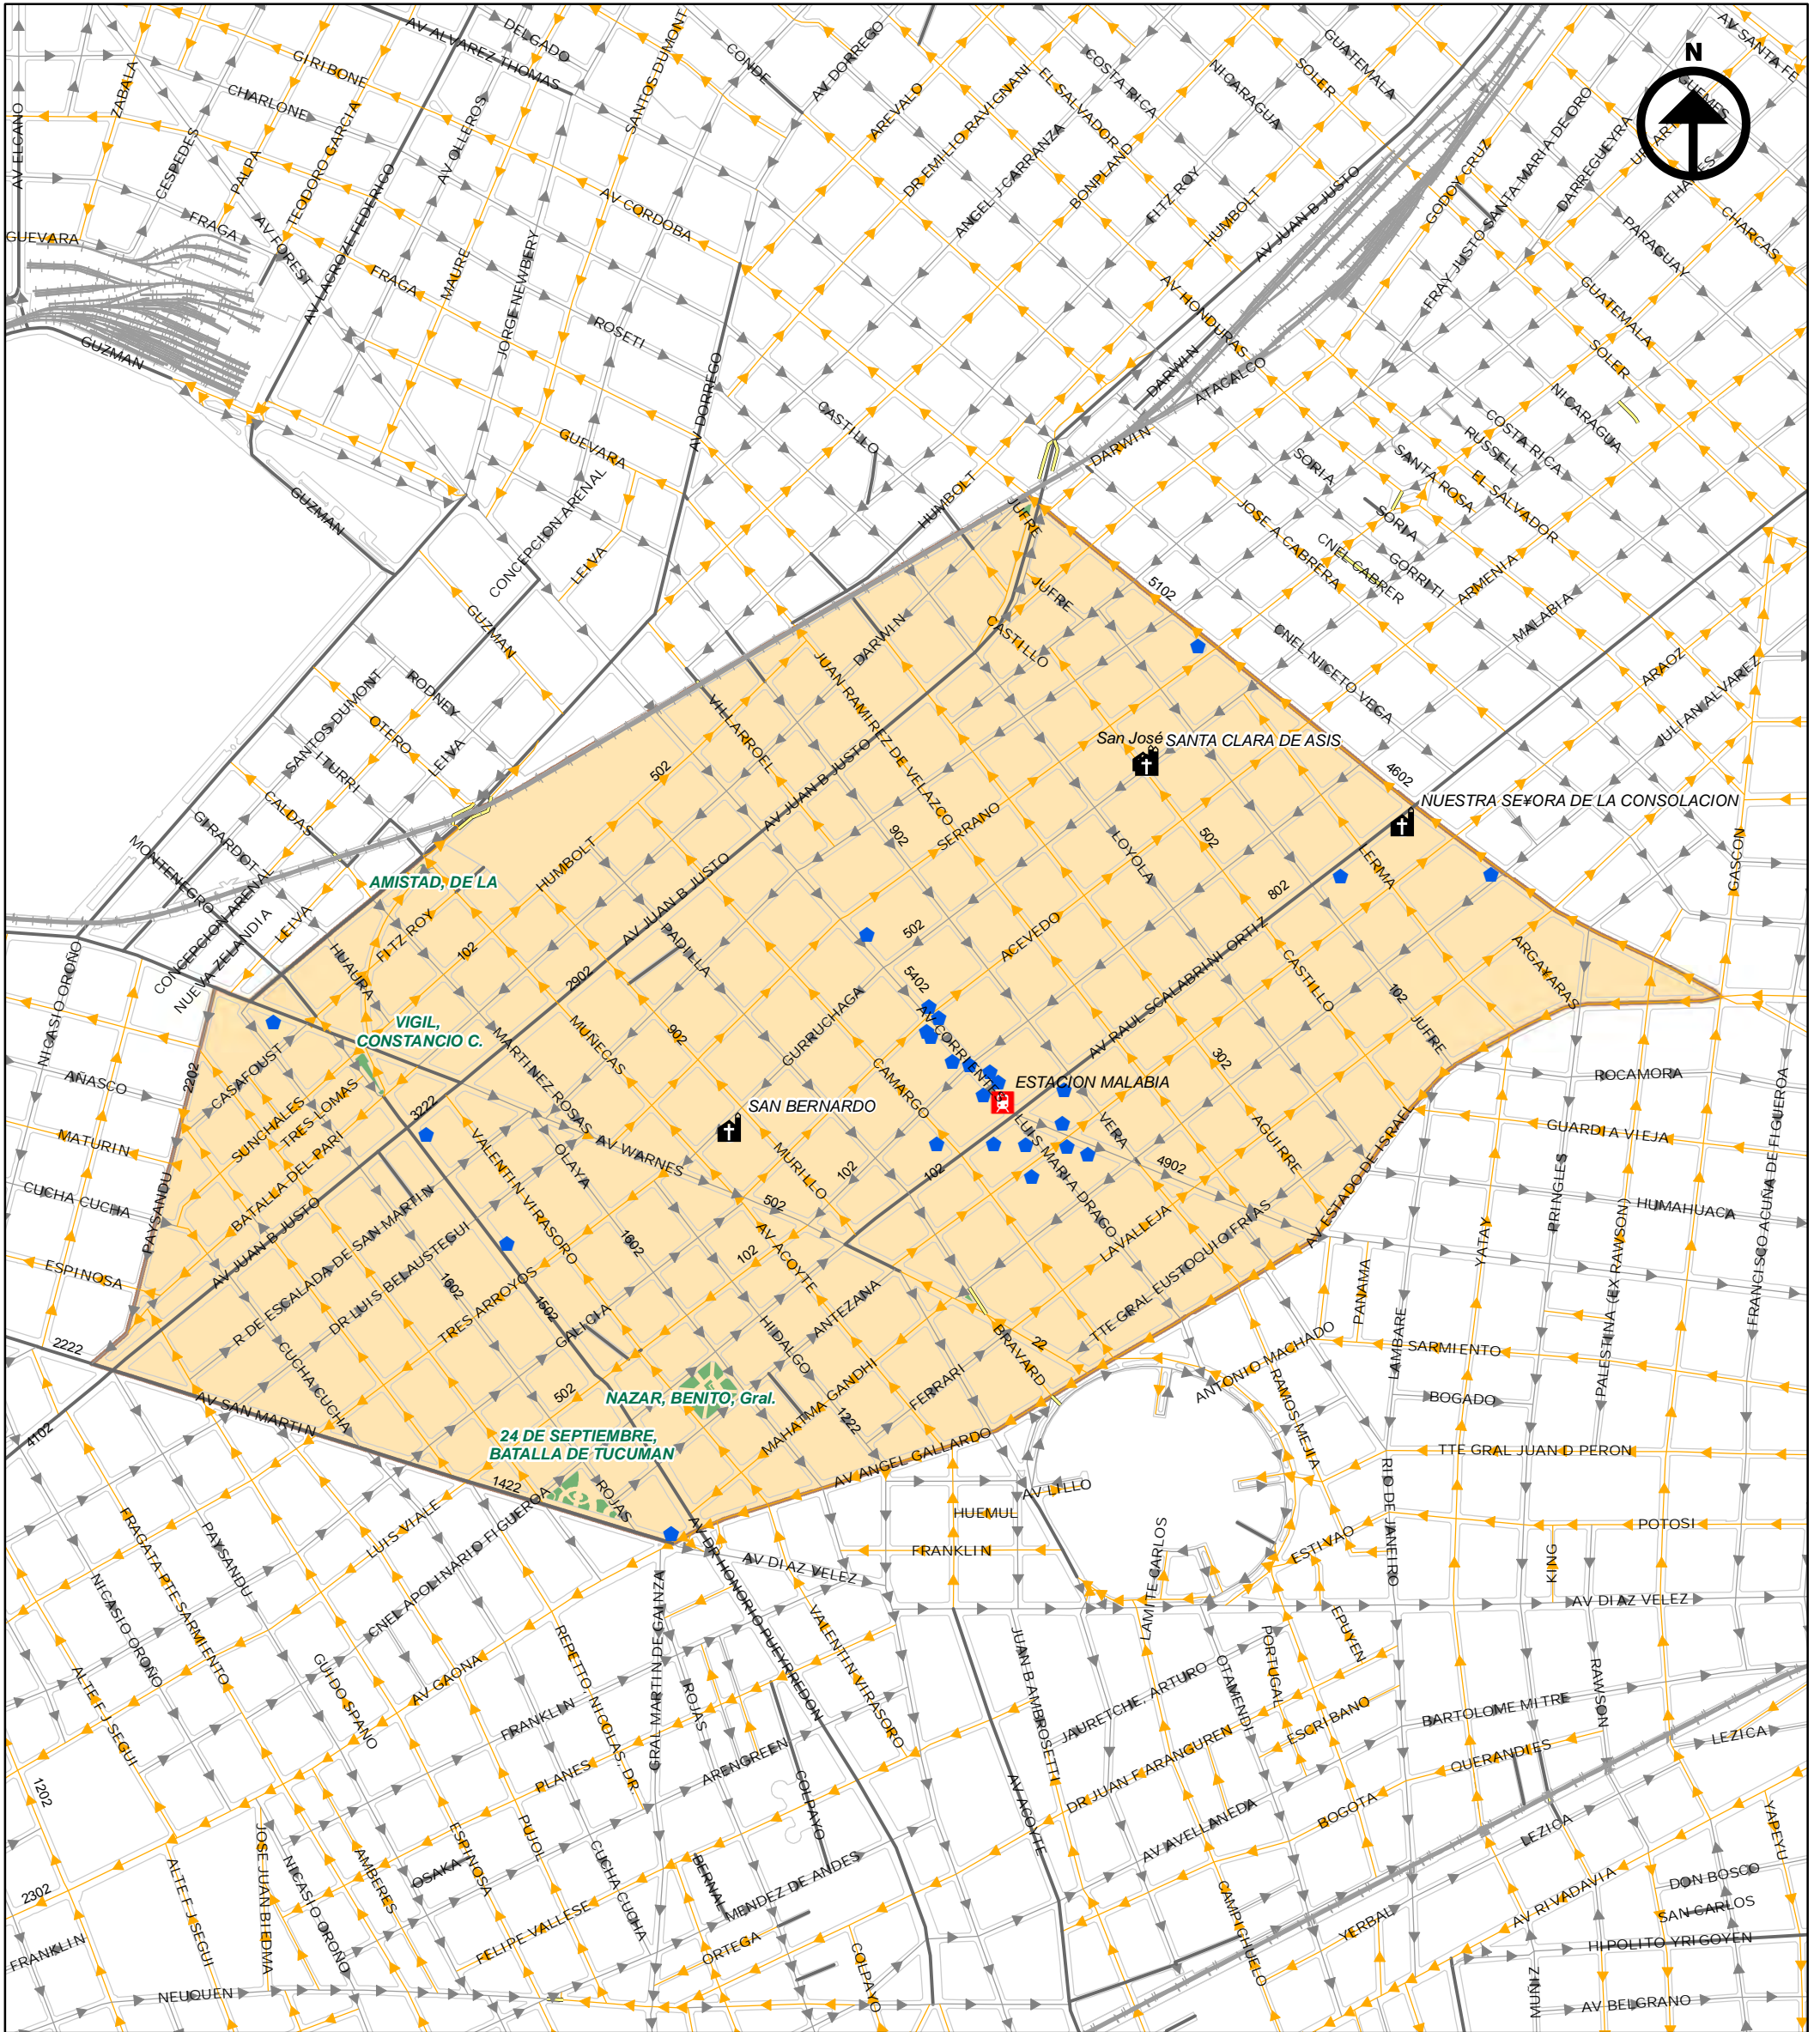 N
AV ALVAREZ THOMAS
DELGADO
SANTOS DUMONT
CONDE
AV DORREGO
COSTA RICA
NICARAGUA
GUATEMALA
SOLER
AV SANTA FE
GUEMES
ZABALA
GIRIBONE
CHARLONE
TEODORO GARCIA
AV OLLEROS
AREVALO
DR EMILIO RAVIGNANI
EL SALVADOR
FRAY JUSTO SANTA MARIA DE ORO
DARREGUEYRA
THAMES
AV ELCANO
CESPEDES
PALPA
FRAGA
AV FOREST
AV LACROZE FEDERICO
AV CORDOBA
ANGEL J CARRANZA
BONPLAND
FITZ ROY
HUMBOLT
AV JUAN B JUSTO
GODOY CRUZ
PARAGUAY
CHARCAS
GUEVARA
FRAGA
MAURE
JORGE NEWBERY
ROSETI
AV HONDURAS
GUATEMALA
SOLER
GUZMAN
AV DORREGO
CASTILLO
DARWIN
ATACALCO
NICARAGUA
COSTA RICA
RUSSELL
GUEVARA
DARWIN
SORIA
SANTA ROSA
EL SALVADOR
GUZMAN
CONCEPCION ARENAL
LEIVA
HUMBOLT
JUFRE
JOSE A CABRERA
SORIA
CNEL CABRER
GORRITI
ARMENIA
MALABIA
GUZMAN
JUFRE
5102
CASTILLO
DARWIN
CNEL NICETO VEGA
ARAOZ
JULIAN ALVAREZ
RODNEY
SANTOS DUMONT
OTERO
ITURRI
LEIVA
VILLARROEL
JUAN RAMIREZ DE VELAZCO
AV JUAN B JUSTO
502
San José
SANTA CLARA DE ASIS
4602
NUESTRA SE¥ORA DE LA CONSOLACION
CALDAS
GIRARDOT
MONTENEGRO
902
SERRANO
LOYOLA
502
LERMA
GASCON
AMISTAD, DE LA
HUMBOLT
AV JUAN B JUSTO
802
CONCEPCION ARENAL
NUEVA ZELANDIA
LEIVA
FITZ ROY
HUAURA
102
PADILLA
502
ACEVEDO
AV RAUL SCALABRINI ORTIZ
ARGAÝARAS
NICASIO OROÑO
2902
5402
CASTILLO
102
JUFRE
VIGIL,
CONSTANCIO C.
MARTINEZ ROSAS
MUÑECAS
902
GURRUCHAGA
AV CORRIENTES
302
AÑASCO
2202
CASAFOUST
SUNCHALES
TRES LOMAS
3222
CAMARGO
ESTACION MALABIA
ROCAMORA
MATURIN
BATALLA DEL PARI
VALENTIN VIRASORO
OLAYA
AV WARNES
SAN BERNARDO
MURILLO
102
102
LUIS MARIA DRAGO
VERA
4902
AGUIRRE
AV ESTADO DE ISRAEL
GUARDIA VIEJA
FRANCISCO ACUÑA DE FIGUEROA
CUCHA CUCHA
PAYSANDU
AV JUAN B JUSTO
R DE ESCALADA DE SAN MARTIN
DR LUIS BELAUSTEGUI
1602
502
AV ACOYTE
LAVALLEJA
TTE GRAL EUSTOQUIO FRIAS
YATAY
PRINGLES
HUMAHUACA
PALESTINA (EX RAWSON)
ESPINOSA
1602
TRES ARROYOS
102
ANTEZANA
PANAMA
2222
1502
GALICIA
HIDALGO
BRAVARD
22
ANTONIO MACHADO
LAMBARE
SARMIENTO
CUCHA CUCHA
502
NAZAR, BENITO, Gral.
MAHATMA GANDHI
FERRARI
RAMOS MEJIA
BOGADO
AV SAN MARTIN
4102
24 DE SEPTIEMBRE,
BATALLA DE TUCUMAN
1222
AV ANGEL GALLARDO
TTE GRAL JUAN D PERON
1422
ROJAS
AV LILLO
HUEMUL
RIO DE JANEIRO
POTOSI
FRAGATA PTE SARMIENTO
PAYSANDU
LUIS VIALE
CNEL APOLINARIO FIGUEROA
AV DR HONORIO PUEYRREDON
AV DIAZ VELEZ
FRANKLIN
LAMITE CARLOS
ESTIVAO
KING
AV DIAZ VELEZ
NICASIO OROÑO
GRAL MARTIN DE GAINZA
VALENTIN VIRASORO
EPUYEN
ALTE F J SEGUI
GUIDO SPANO
AV GAONA
REPETTO, NICOLAS, DR.
FRANKLIN
ROJAS
JUAN B AMBROSETTI
JAURETCHE, ARTURO
OTAMENDI
PORTUGAL
ESCRIBANO
BARTOLOME MITRE
RAWSON
LEZICA
1202
PLANES
ARENGREEN
COLPAYO
AV ACOYTE
DR JUAN F ARANGUREN
QUERANDIES
BOGOTA
LEZICA
YAPEYU
JOSE JUAN BIEDMA
ESPINOSA
PUJOL
AV AVELLANEDA
2302
ALTE F J SEGUI
NICASIO OROÑO
AMBERES
OSAKA
CUCHA CUCHA
BERNAL
MENDEZ DE ANDES
CAMPICHUELO
YERBAL
AV RIVADAVIA
DON BOSCO
SAN CARLOS
FRANKLIN
FELIPE VALLESE
ORTEGA
COLPAYO
HIPOLITO YRIGOYEN
NEUQUEN
MUÑIZ
AV BELGRANO